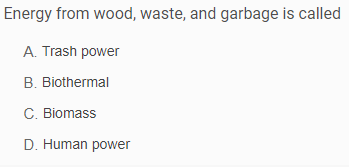 Energy from wood, waste, and garbage is called
A. Trash power
B. Biothermal
C. Biomass
D. Human power